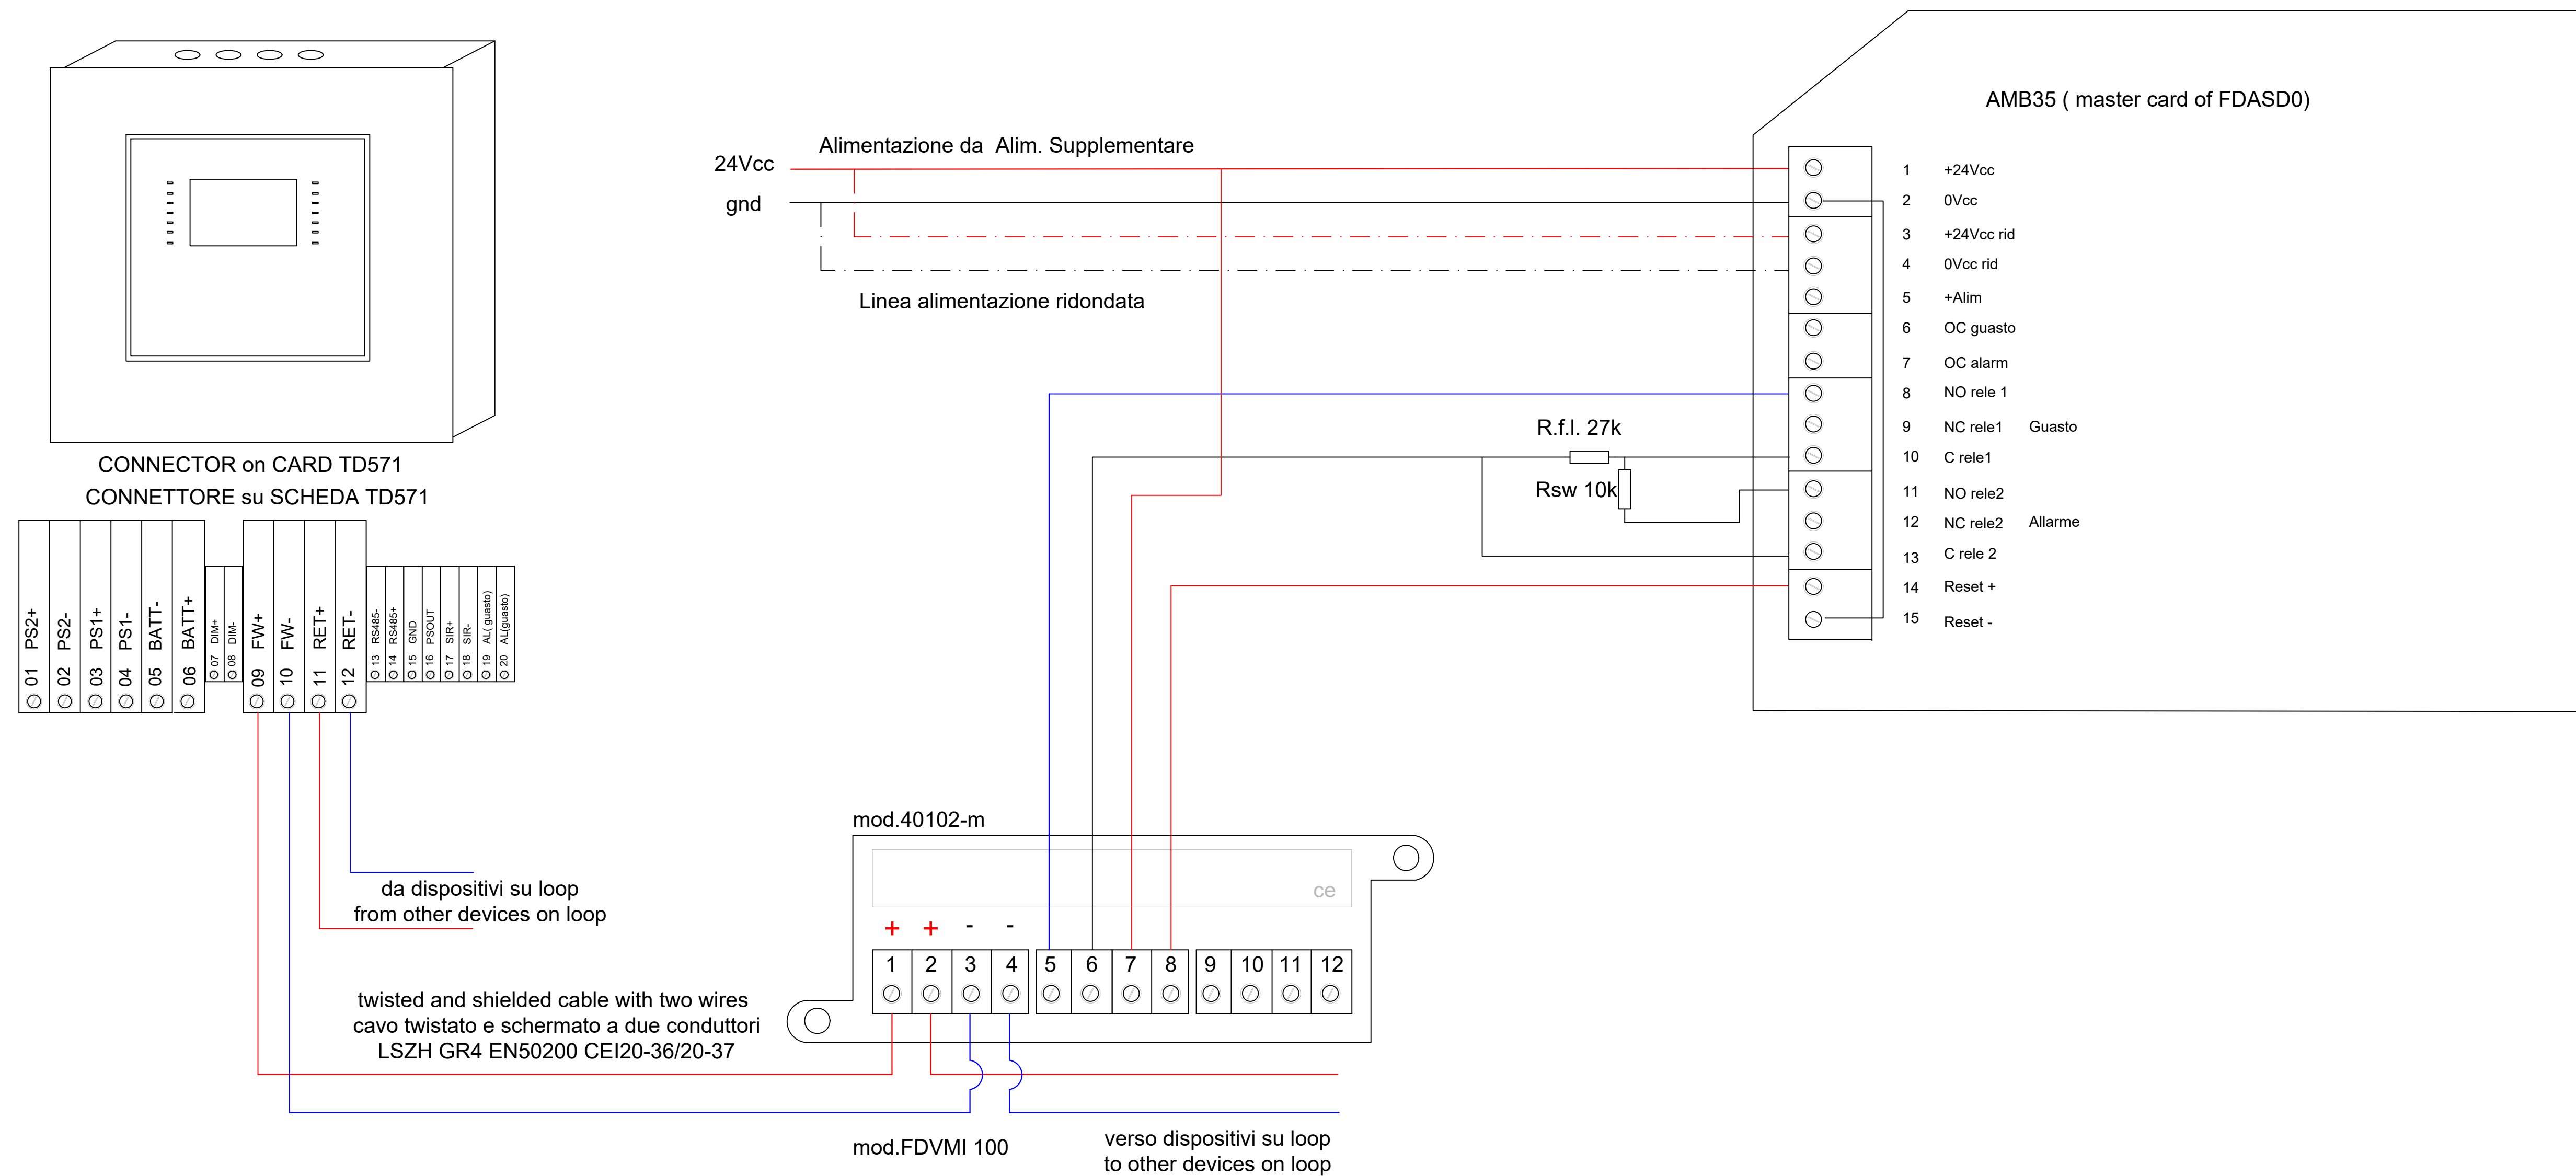 AMB35 ( master card of FDASD0)
Alimentazione da  Alim. Supplementare
24Vcc
gnd
Linea alimentazione ridondata
1 +24Vcc
2 0Vcc
3 +24Vcc rid
4 0Vcc rid
5 +Alim
6 OC guasto
7 OC alarm
8 NO rele 1
9 NC rele1 Guasto
10 C rele1
11 NO rele2
12 NC rele2 Allarme
13 C rele 2
14 Reset +
15 Reset -
R.f.l. 27k
Rsw 10k
CONNECTOR on CARD TD571
CONNETTORE su SCHEDA TD571
01 PS2+
02 PS2-
03 PS1+
04 PS1-
05 BATT-
06 BATT+
07 DIM+
08 DIM-
09 FW+
10 FW-
11 RET+
12 RET-
13 RS485-
14 RS485+
15 GND
16 PSOUT
17 SIR+
18 SIR-
19 AL( guasto)
20 AL(guasto)
da dispositivi su loop
from other devices on loop
twisted and shielded cable with two wires
cavo twistato e schermato a due conduttori
LSZH GR4 EN50200 CEI20-36/20-37
mod.40102-m
ce
+ + - -
1 2 3 4 5 6 7 8 9 10 11 12
mod.FDVMI 100
verso dispositivi su loop
to other devices on loop